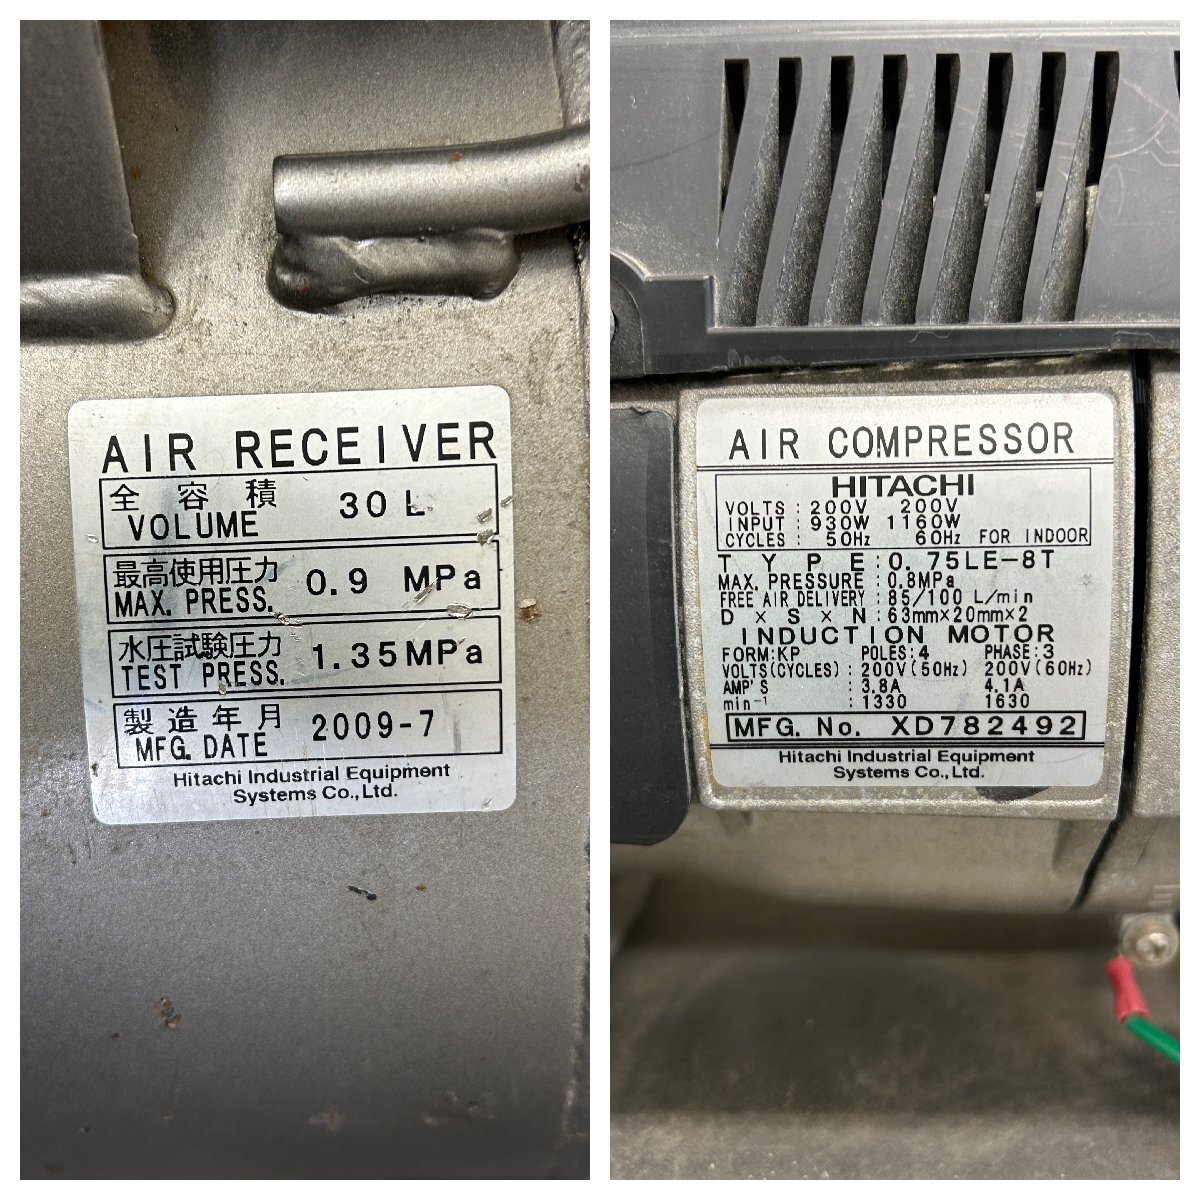 AIR RECEIVER
全容積 30L
VOLUME
最高使用圧力 0.9 MPa
MAX. PRESS.
水圧試験圧力 1.35MPa
TEST PRESS.
製造年月 2009-7
MFG. DATE
Hitachi Industrial Equipment
Systems Co.,Ltd.
AIR COMPRESSOR
HITACHI
VOLTS : 200V 200V
INPUT : 930W 1160W
CYCLES : 50Hz 60Hz FOR INDOOR
TYPE : 0.75LE-8T
MAX. PRESSURE : 0.8MPa
FREE AIR DELIVERY : 85/100 L/min
D × S × N : 63mm×20mm×2
INDUCTION MOTOR
FORM:KP POLES:4 PHASE:3
VOLTS(CYCLES) : 200V(50Hz) 200V(60Hz)
AMP'S : 3.8A 4.1A
min⁻¹ : 1330 1630
MFG. No. XD782492
Hitachi Industrial Equipment
Systems Co.,Ltd.